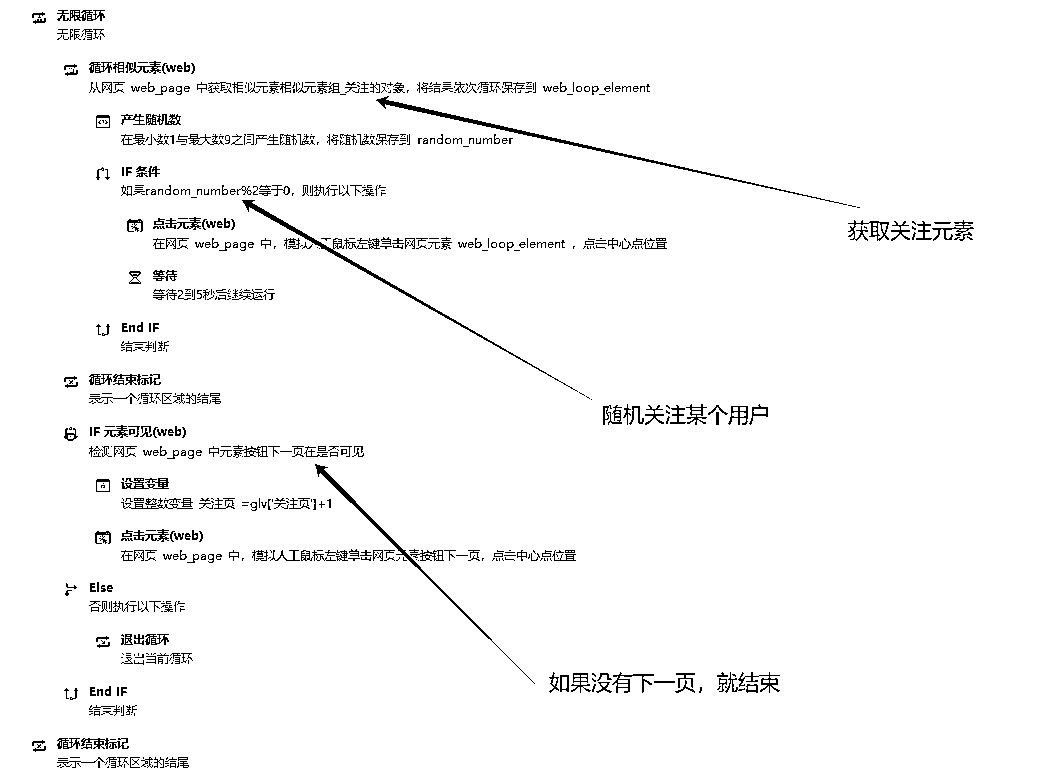 无限循环
无限循环
循环相似元素(web)
从网页 web_page 中获取相似元素相似元素组_关注的对象，将结果依次循环保存到 web_loop_element
产生随机数
在最小数1与最大数9之间产生随机数，将随机数保存到 random_number
IF 条件
如果random_number%2等于0，则执行以下操作
获取关注元素
点击元素(web)
在网页 web_page 中，模拟人工鼠标左键单击网页元素 web_loop_element ，点击中心点位置
等待
等待2到5秒后继续运行
End IF
结束判断
循环结束标记
表示一个循环区域的结尾
随机关注某个用户
IF 元素可见(web)
检测网页 web_page 中元素按钮下一页在是否可见
设置变量
设置整数变量 关注页 =glv['关注页']+1
点击元素(web)
在网页 web_page 中，模拟人工鼠标左键单击网页元素按钮下一页，点击中心点位置
Else
否则执行以下操作
退出循环
退出当前循环
如果没有下一页，就结束
End IF
结束判断
循环结束标记
表示一个循环区域的结尾